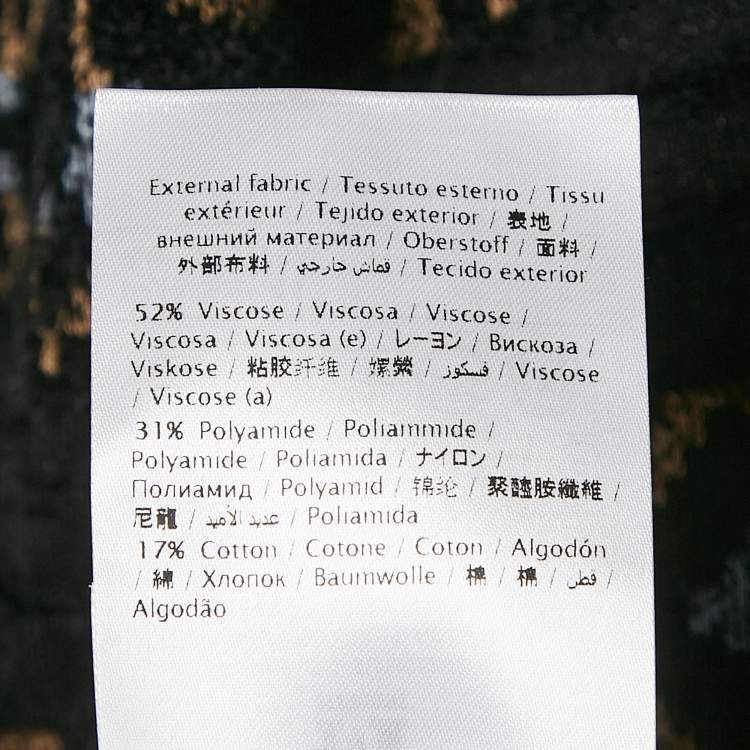 External fabric / Tessuto esterno / Tissu
extérieur / Tejido exterior / 表地 /
внешний материал / Oberstoff / 面料 /
外部布料 / قماش خارجي / Tecido exterior
52% Viscose / Viscosa / Viscose /
Viscosa / Viscosa (e) / レーヨン / Вискоза /
Viskose / 粘胶纤维 / 嫘縈 / فسكوز / Viscose
/ Viscose (a)
31% Polyamide / Poliammide /
Polyamide / Poliamida / ナイロン /
Полиамид / Polyamid / 锦纶 / 聚醯胺纖維 /
尼龍 / عديد الأميد / Poliamida
17% Cotton / Cotone / Coton / Algodón
/ 綿 / Хлопок / Baumwolle / 棉 / 棉 / قطن /
Algodão